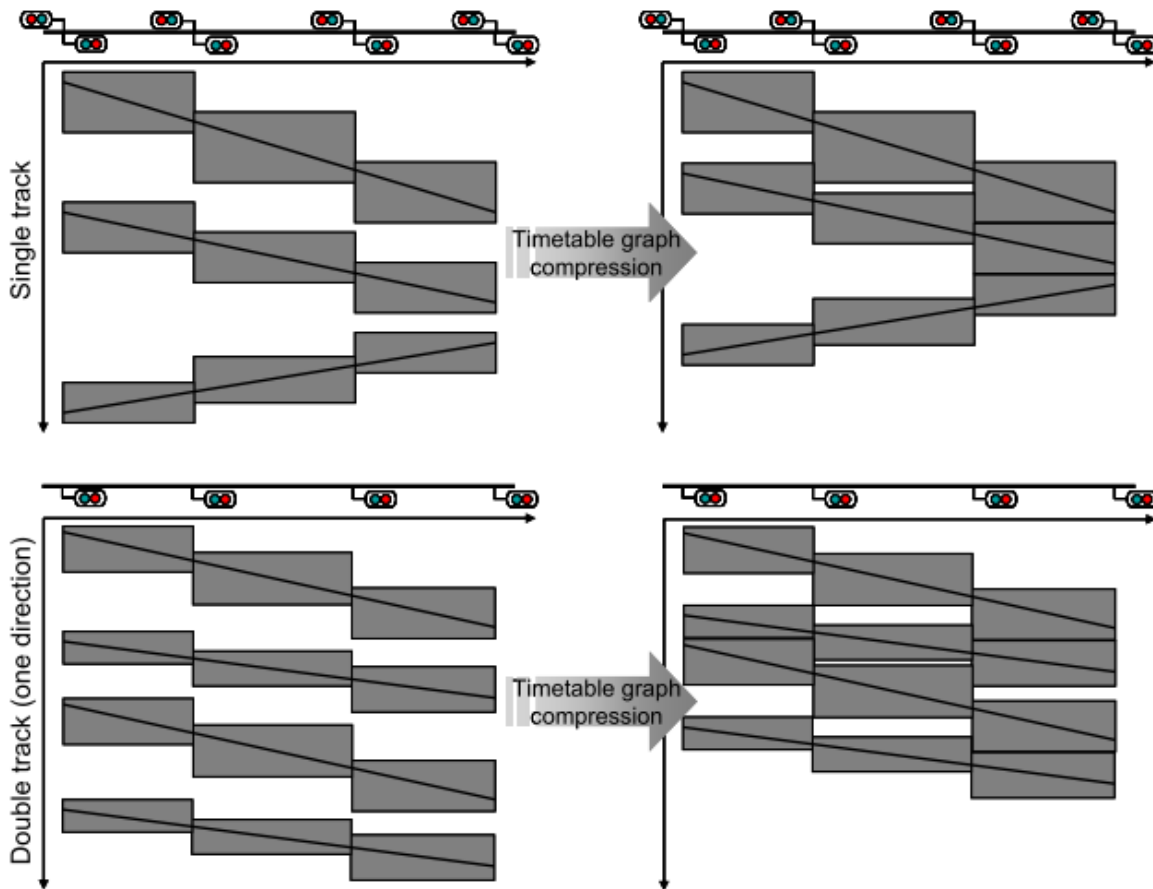 Single track
Timetable graph
compression
Double track (one direction)
Timetable graph
compression